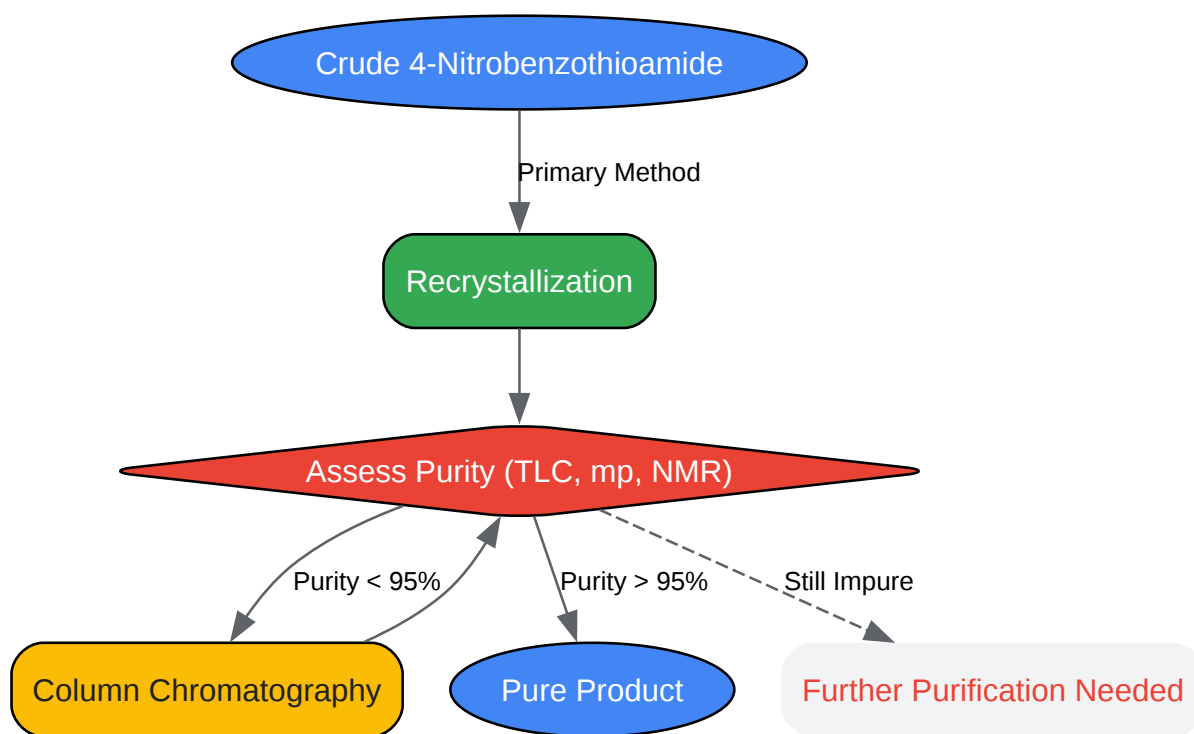 Crude 4-Nitrobenzothioamide
Primary Method
Recrystallization
Assess Purity (TLC, mp, NMR)
Purity < 95%
Purity > 95%
Still Impure
Column Chromatography
Pure Product
Further Purification Needed